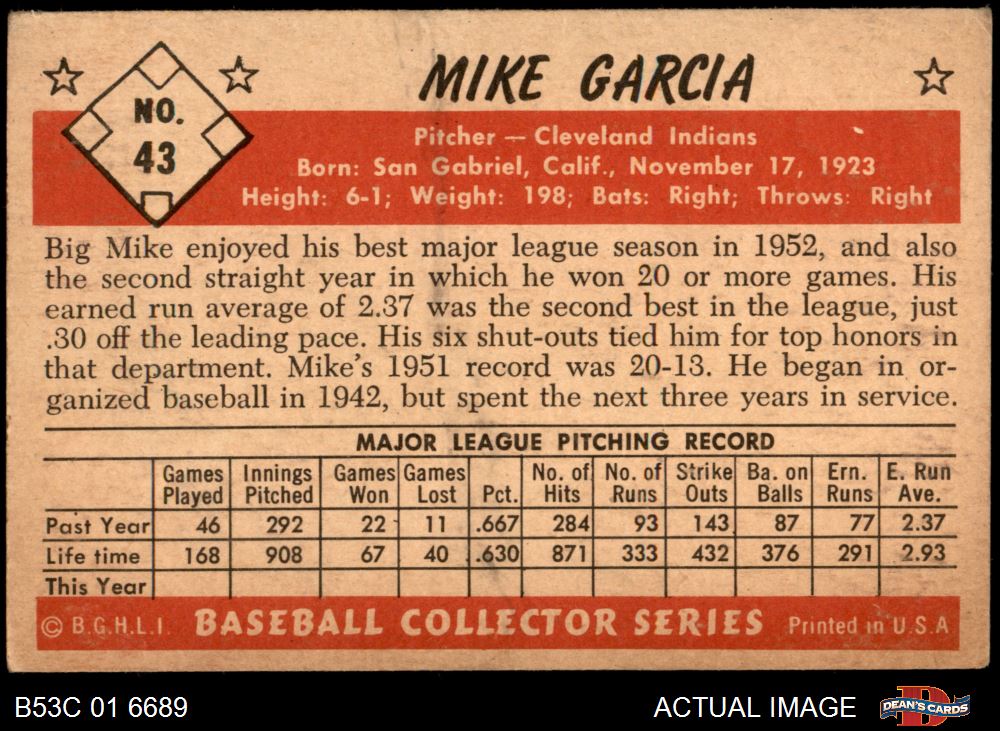 NO.
43
MIKE GARCIA
Pitcher — Cleveland Indians
Born: San Gabriel, Calif., November 17, 1923
Height: 6-1; Weight: 198; Bats: Right; Throws: Right
Big Mike enjoyed his best major league season in 1952, and also
the second straight year in which he won 20 or more games. His
earned run average of 2.37 was the second best in the league, just
.30 off the leading pace. His six shut-outs tied him for top honors in
that department. Mike's 1951 record was 20-13. He began in or-
ganized baseball in 1942, but spent the next three years in service.
MAJOR LEAGUE PITCHING RECORD
Games Played Innings Pitched Games Won Games Lost Pct. No. of Hits No. of Runs Strike Outs Ba. on Balls Ern. Runs E. Run Ave.
Past Year 46 292 22 11 .667 284 93 143 87 77 2.37
Life time 168 908 67 40 .630 871 333 432 376 291 2.93
This Year
© B.G.H.L.I. BASEBALL COLLECTOR SERIES Printed in U.S.A
B53C 01 6689 ACTUAL IMAGE D DEAN'S CARDS